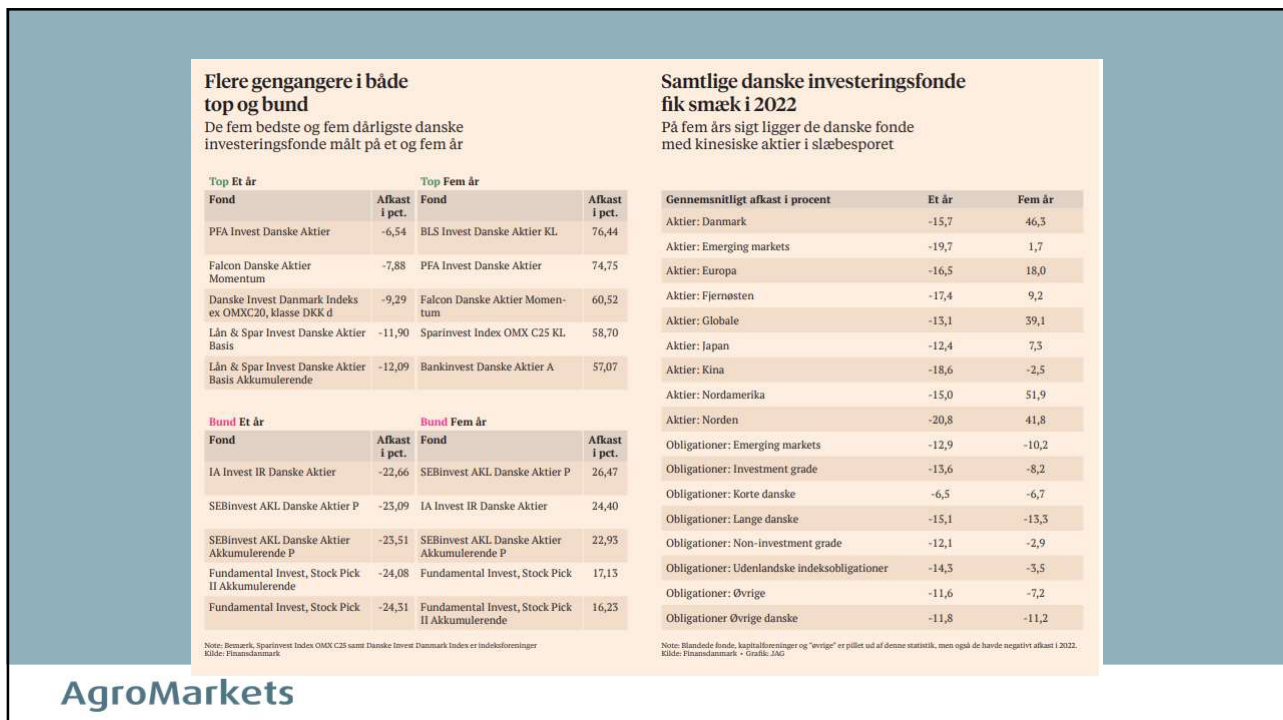 Flere gengangere i både
top og bund
De fem bedste og fem dårligste danske
investeringsfonde målt på et og fem år
Top Et år Top Fem år
Fond Afkast i pct. Fond Afkast i pct.
PFA Invest Danske Aktier -6,54 BLS Invest Danske Aktier KL 76,44
Falcon Danske Aktier Momentum -7,88 PFA Invest Danske Aktier 74,75
Danske Invest Danmark Indeks ex OMXC20, klasse DKK d -9,29 Falcon Danske Aktier Momen-tum 60,52
Lån & Spar Invest Danske Aktier Basis -11,90 Sparinvest Index OMX C25 KL 58,70
Lån & Spar Invest Danske Aktier Basis Akkumulerende -12,09 Bankinvest Danske Aktier A 57,07
Bund Et år Bund Fem år
Fond Afkast i pct. Fond Afkast i pct.
IA Invest IR Danske Aktier -22,66 SEBinvest AKL Danske Aktier P 26,47
SEBinvest AKL Danske Aktier P -23,09 IA Invest IR Danske Aktier 24,40
SEBinvest AKL Danske Aktier Akkumulerende P -23,51 SEBinvest AKL Danske Aktier Akkumulerende P 22,93
Fundamental Invest, Stock Pick II Akkumulerende -24,08 Fundamental Invest, Stock Pick 17,13
Fundamental Invest, Stock Pick -24,31 Fundamental Invest, Stock Pick II Akkumulerende 16,23
Note: Bemærk, Sparinvest Index OMX C25 samt Danske Invest Danmark Index er indeksforeninger
Kilde: Finansdanmark
Samtlige danske investeringsfonde
fik smæk i 2022
På fem års sigt ligger de danske fonde
med kinesiske aktier i slæbesporet
Gennemsnitligt afkast i procent Et år Fem år
Aktier: Danmark -15,7 46,3
Aktier: Emerging markets -19,7 1,7
Aktier: Europa -16,5 18,0
Aktier: Fjernøsten -17,4 9,2
Aktier: Globale -13,1 39,1
Aktier: Japan -12,4 7,3
Aktier: Kina -18,6 -2,5
Aktier: Nordamerika -15,0 51,9
Aktier: Norden -20,8 41,8
Obligationer: Emerging markets -12,9 -10,2
Obligationer: Investment grade -13,6 -8,2
Obligationer: Korte danske -6,5 -6,7
Obligationer: Lange danske -15,1 -13,3
Obligationer: Non-investment grade -12,1 -2,9
Obligationer: Udenlandske indeksobligationer -14,3 -3,5
Obligationer: Øvrige -11,6 -7,2
Obligationer Øvrige danske -11,8 -11,2
Note: Blandede fonde, kapitalforeninger og "øvrige" er pillet ud af denne statistik, men også de havde negativt afkast i 2022.
Kilde: Finansdanmark • Grafik: JAG
AgroMarkets